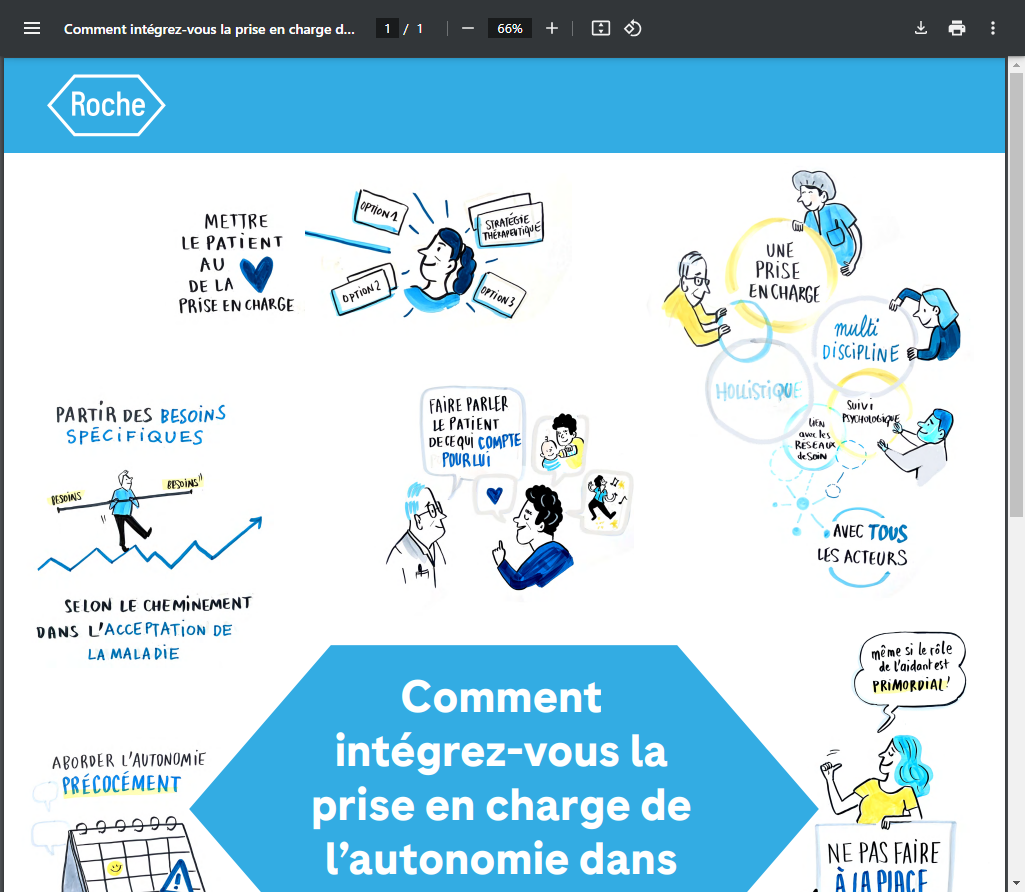 Comment intégrez-vous la prise en charge d...
1 / 1
66%
Roche
METTRE
LE PATIENT
AU
DE LA
PRISE EN CHARGE
OPTION 1
STRATÉGIE
THÉRAPEUTIQUE
OPTION 2
OPTION 3
UNE
PRISE
EN CHARGE
multi
DISCIPLINE
HOLLISTIQUE
SUIVI
PSYCHOLOGIQUE
LIEN
avec les
RESEAUX
de SOIN
AVEC TOUS
LES ACTEURS
PARTIR DES BESOINS
SPÉCIFIQUES
BESOINS
BESOINS"
SELON LE CHEMINEMENT
DANS L'ACCEPTATION DE
LA MALADIE
FAIRE PARLER
LE PATIENT
DE CE QUI COMPTE
POUR LUI
même si le rôle
de l'aidant est
PRIMORDIAL!
Comment
intégrez-vous la
prise en charge de
l'autonomie dans
ABORDER L'AUTONOMIE
PRÉCOCÉMENT
NE PAS FAIRE
À LA PLACE